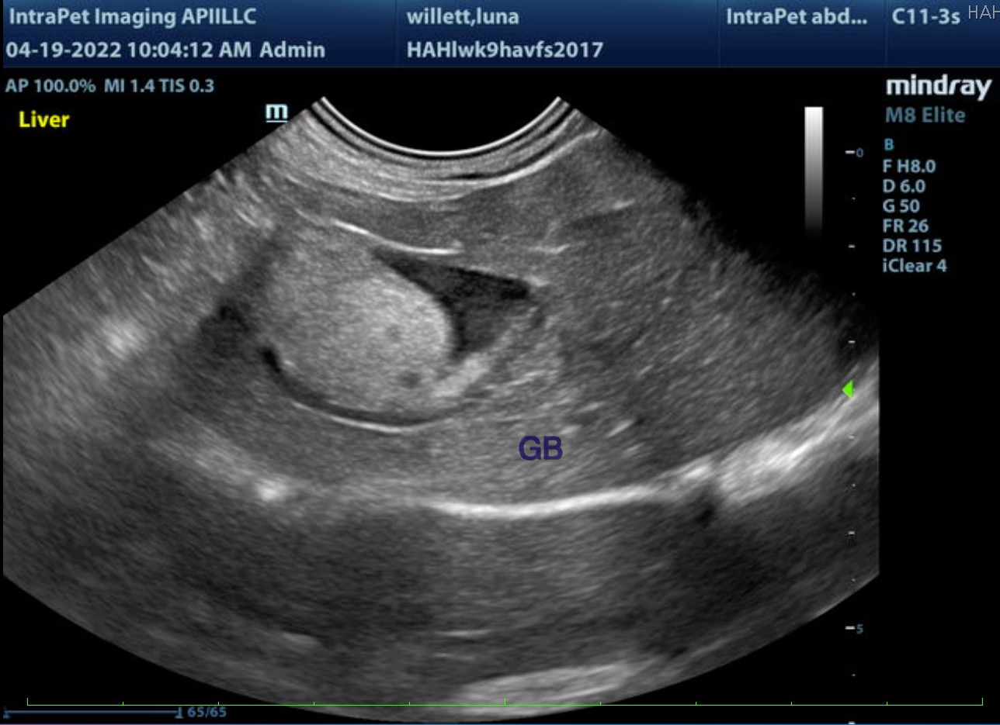 IntraPet Imaging APIILLC
willett,luna
IntraPet abd...
C11-3s
HAH
04-19-2022 10:04:12 AM Admin
HAHlwk9havfs2017
AP 100.0% MI 1.4 TIS 0.3
mindray
M8 Elite
Liver
m
B
F H8.0
D 6.0
G 50
FR 26
DR 115
iClear 4
0
GB
5
65/65